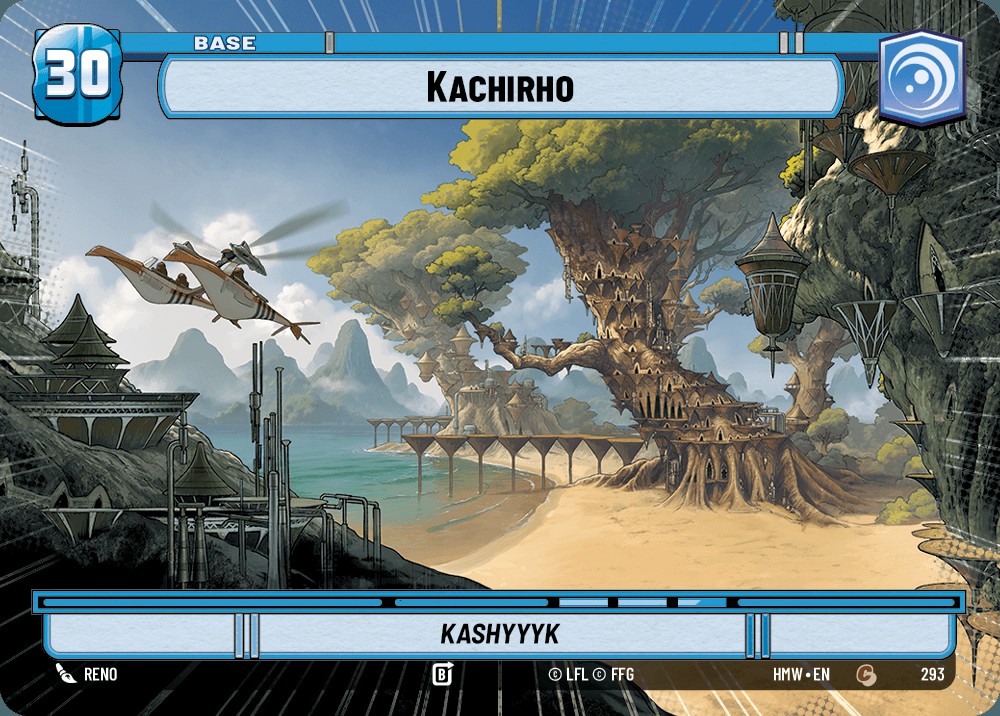 BASE
30
KACHIRHO
KASHYYYK
RENO
B
© LFL © FFG
HMW•EN
C
293